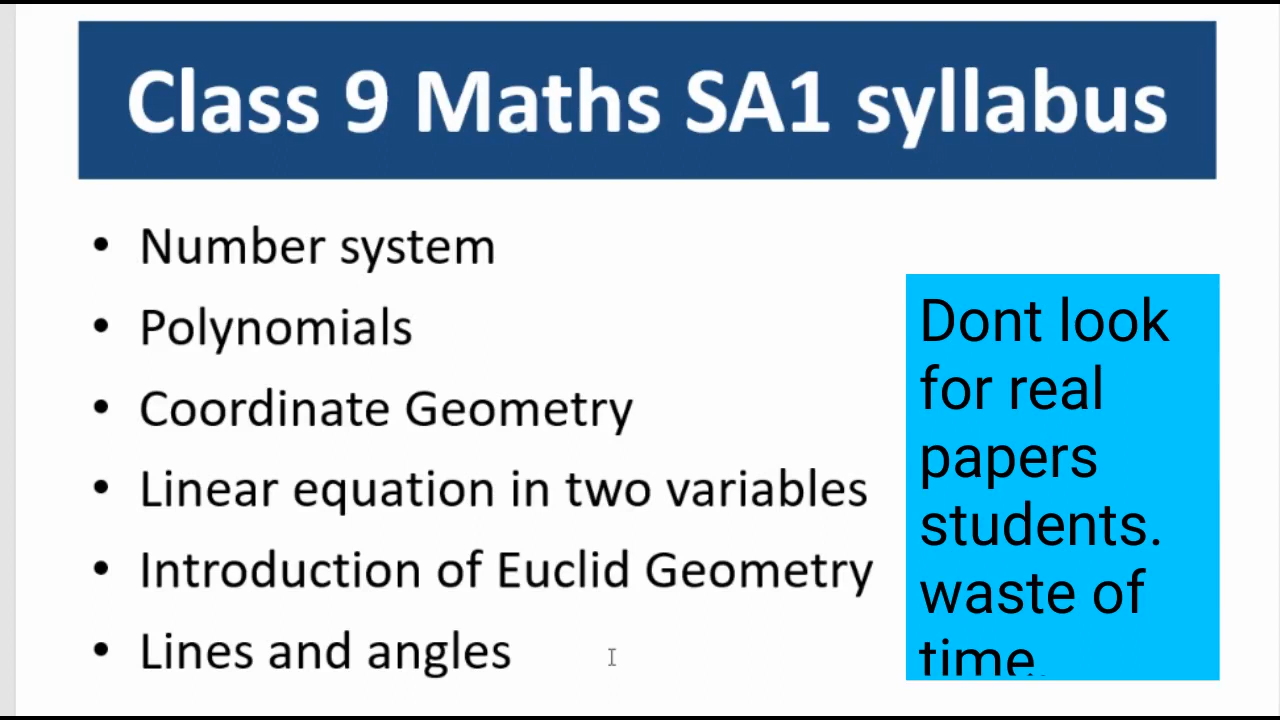 Class 9 Maths SA1 syllabus
• Number system
• Polynomials
• Coordinate Geometry
• Linear equation in two variables
• Introduction of Euclid Geometry
• Lines and angles
Dont look
for real
papers
students.
waste of
time.